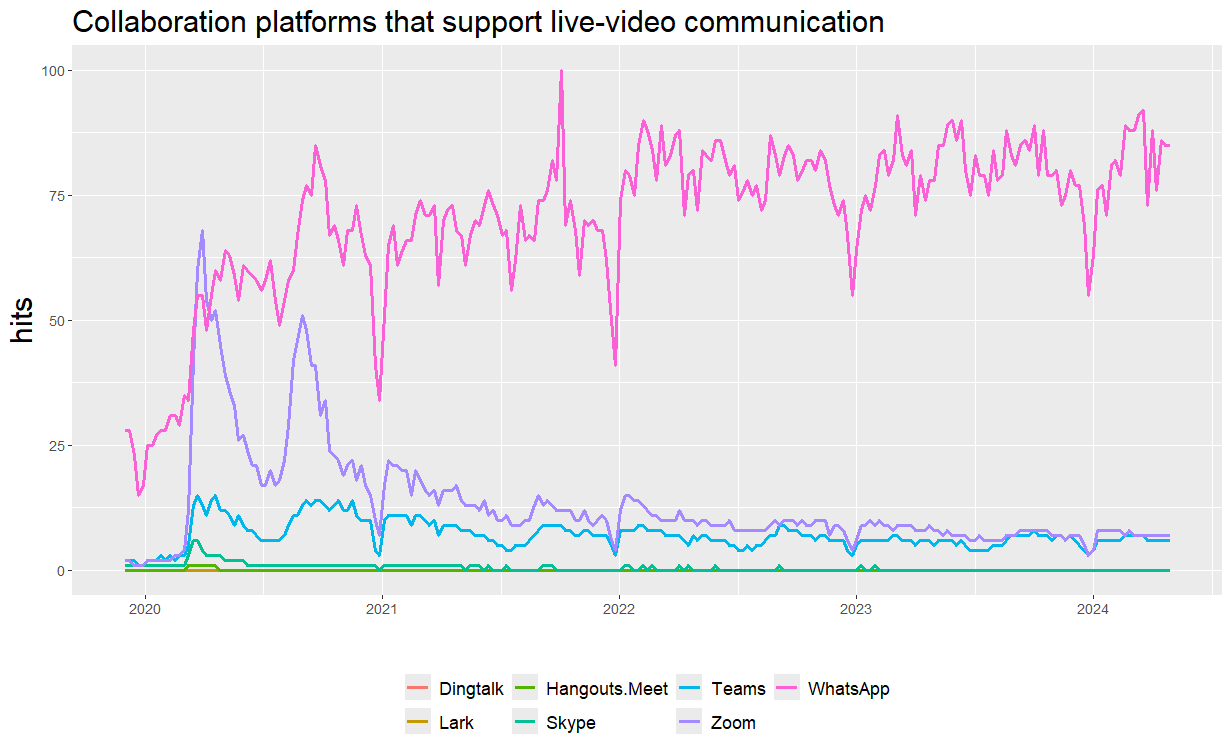 Collaboration platforms that support live-video communication
100
75
50
25
0
hits
2020 2021 2022 2023 2024
Dingtalk Hangouts.Meet Teams WhatsApp
Lark Skype Zoom